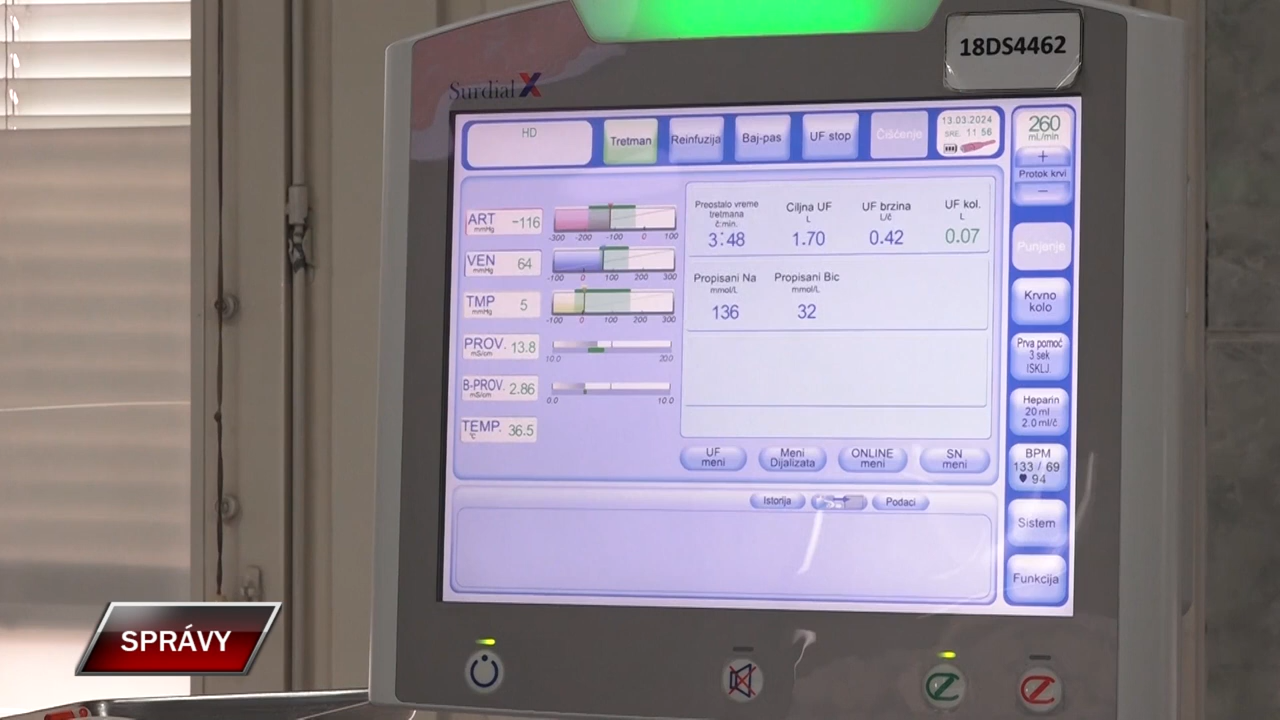 18DS4462
Surdial X
HD
Tretman
Reinfuzija
Baj-pas
UF stop
Čišćenje
13.03.2024
SRE. 11 56
260
mL/min
+
Protok krvi
−
ART
mmHg
-116
-300 -200 -100 0 100
VEN
mmHg
64
-100 0 100 200 300
TMP
mmHg
5
-100 0 100 200 300
PROV.
mS/cm
13.8
10.0 20.0
B-PROV.
mS/cm
2.86
0.0 10.0
TEMP.
°C
36.5
Preostalo vreme
tretmana
č:min.
3:48
Ciljna UF
L
1.70
UF brzina
L/č
0.42
UF kol.
L
0.07
Propisani Na
mmol/L
136
Propisani Bic
mmol/L
32
UF
meni
Meni
Dijalizata
ONLINE
meni
SN
meni
Istorija
Podaci
Punjenje
Krvno
kolo
Prva pomoć
3 sek
ISKLJ
Heparin
20 ml
2.0 ml/č
BPM
133 / 69
94
Sistem
Funkcija
SPRÁVY